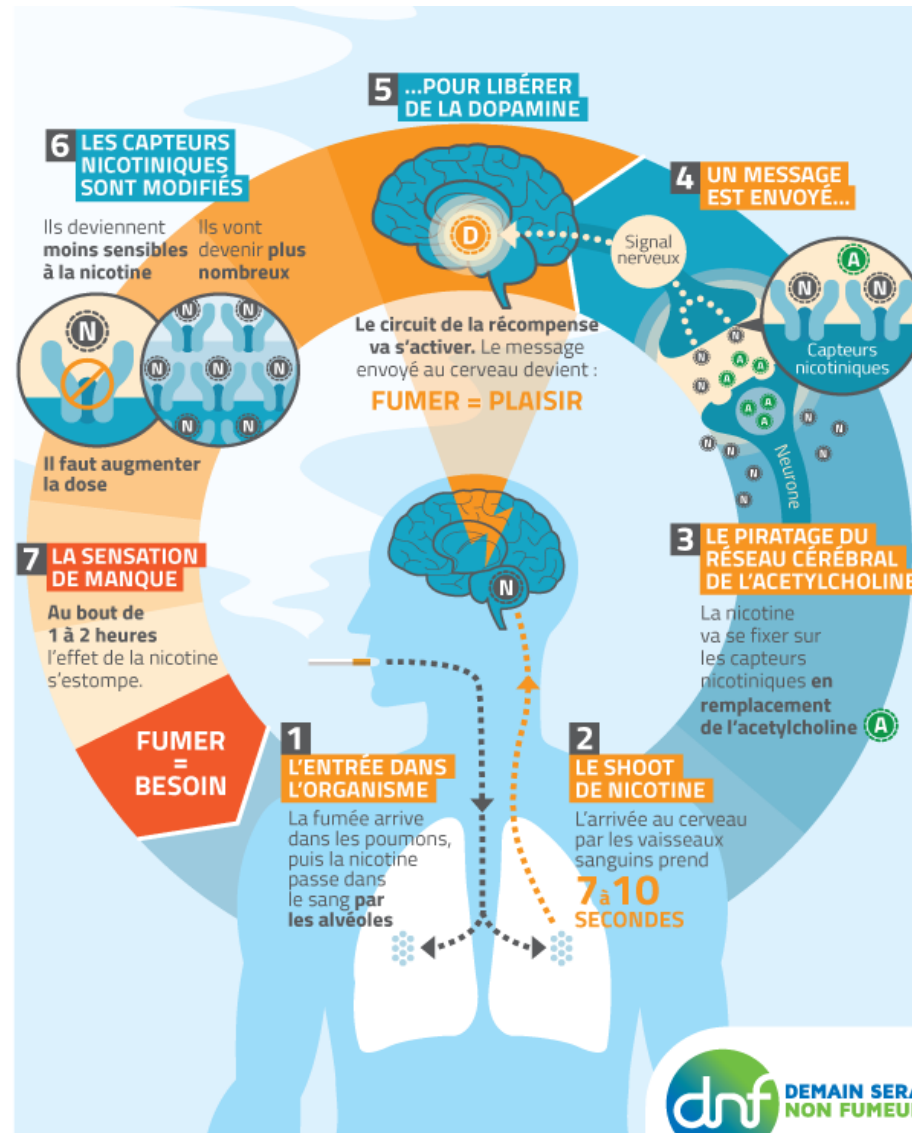 5 ...POUR LIBÉRER
DE LA DOPAMINE
6 LES CAPTEURS
NICOTINIQUES
SONT MODIFIÉS
Ils deviennent
moins sensibles
à la nicotine
Ils vont
devenir plus
nombreux
N
N
N
N
N
N
N
N
Il faut augmenter
la dose
4 UN MESSAGE
EST ENVOYÉ...
D
Signal
nerveux
A
N
N
Capteurs
nicotiniques
N
N
N
A
A
A
A
A
A
A
N
N
N
N
N
N
Neurone
Le circuit de la récompense
va s'activer. Le message
envoyé au cerveau devient :
FUMER = PLAISIR
7 LA SENSATION
DE MANQUE
Au bout de
1 à 2 heures
l'effet de la nicotine
s'estompe.
FUMER
=
BESOIN
3 LE PIRATAGE DU
RÉSEAU CÉRÉBRAL
DE L'ACETYLCHOLINE
La nicotine
va se fixer sur
les capteurs
nicotiniques en
remplacement
de l'acetylcholine A
N
1
L'ENTRÉE DANS
L'ORGANISME
La fumée arrive
dans les poumons,
puis la nicotine
passe dans
le sang par
les alvéoles
2
LE SHOOT
DE NICOTINE
L'arrivée au cerveau
par les vaisseaux
sanguins prend
7 à 10
SECONDES
dnf
DEMAIN SERA
NON FUMEU